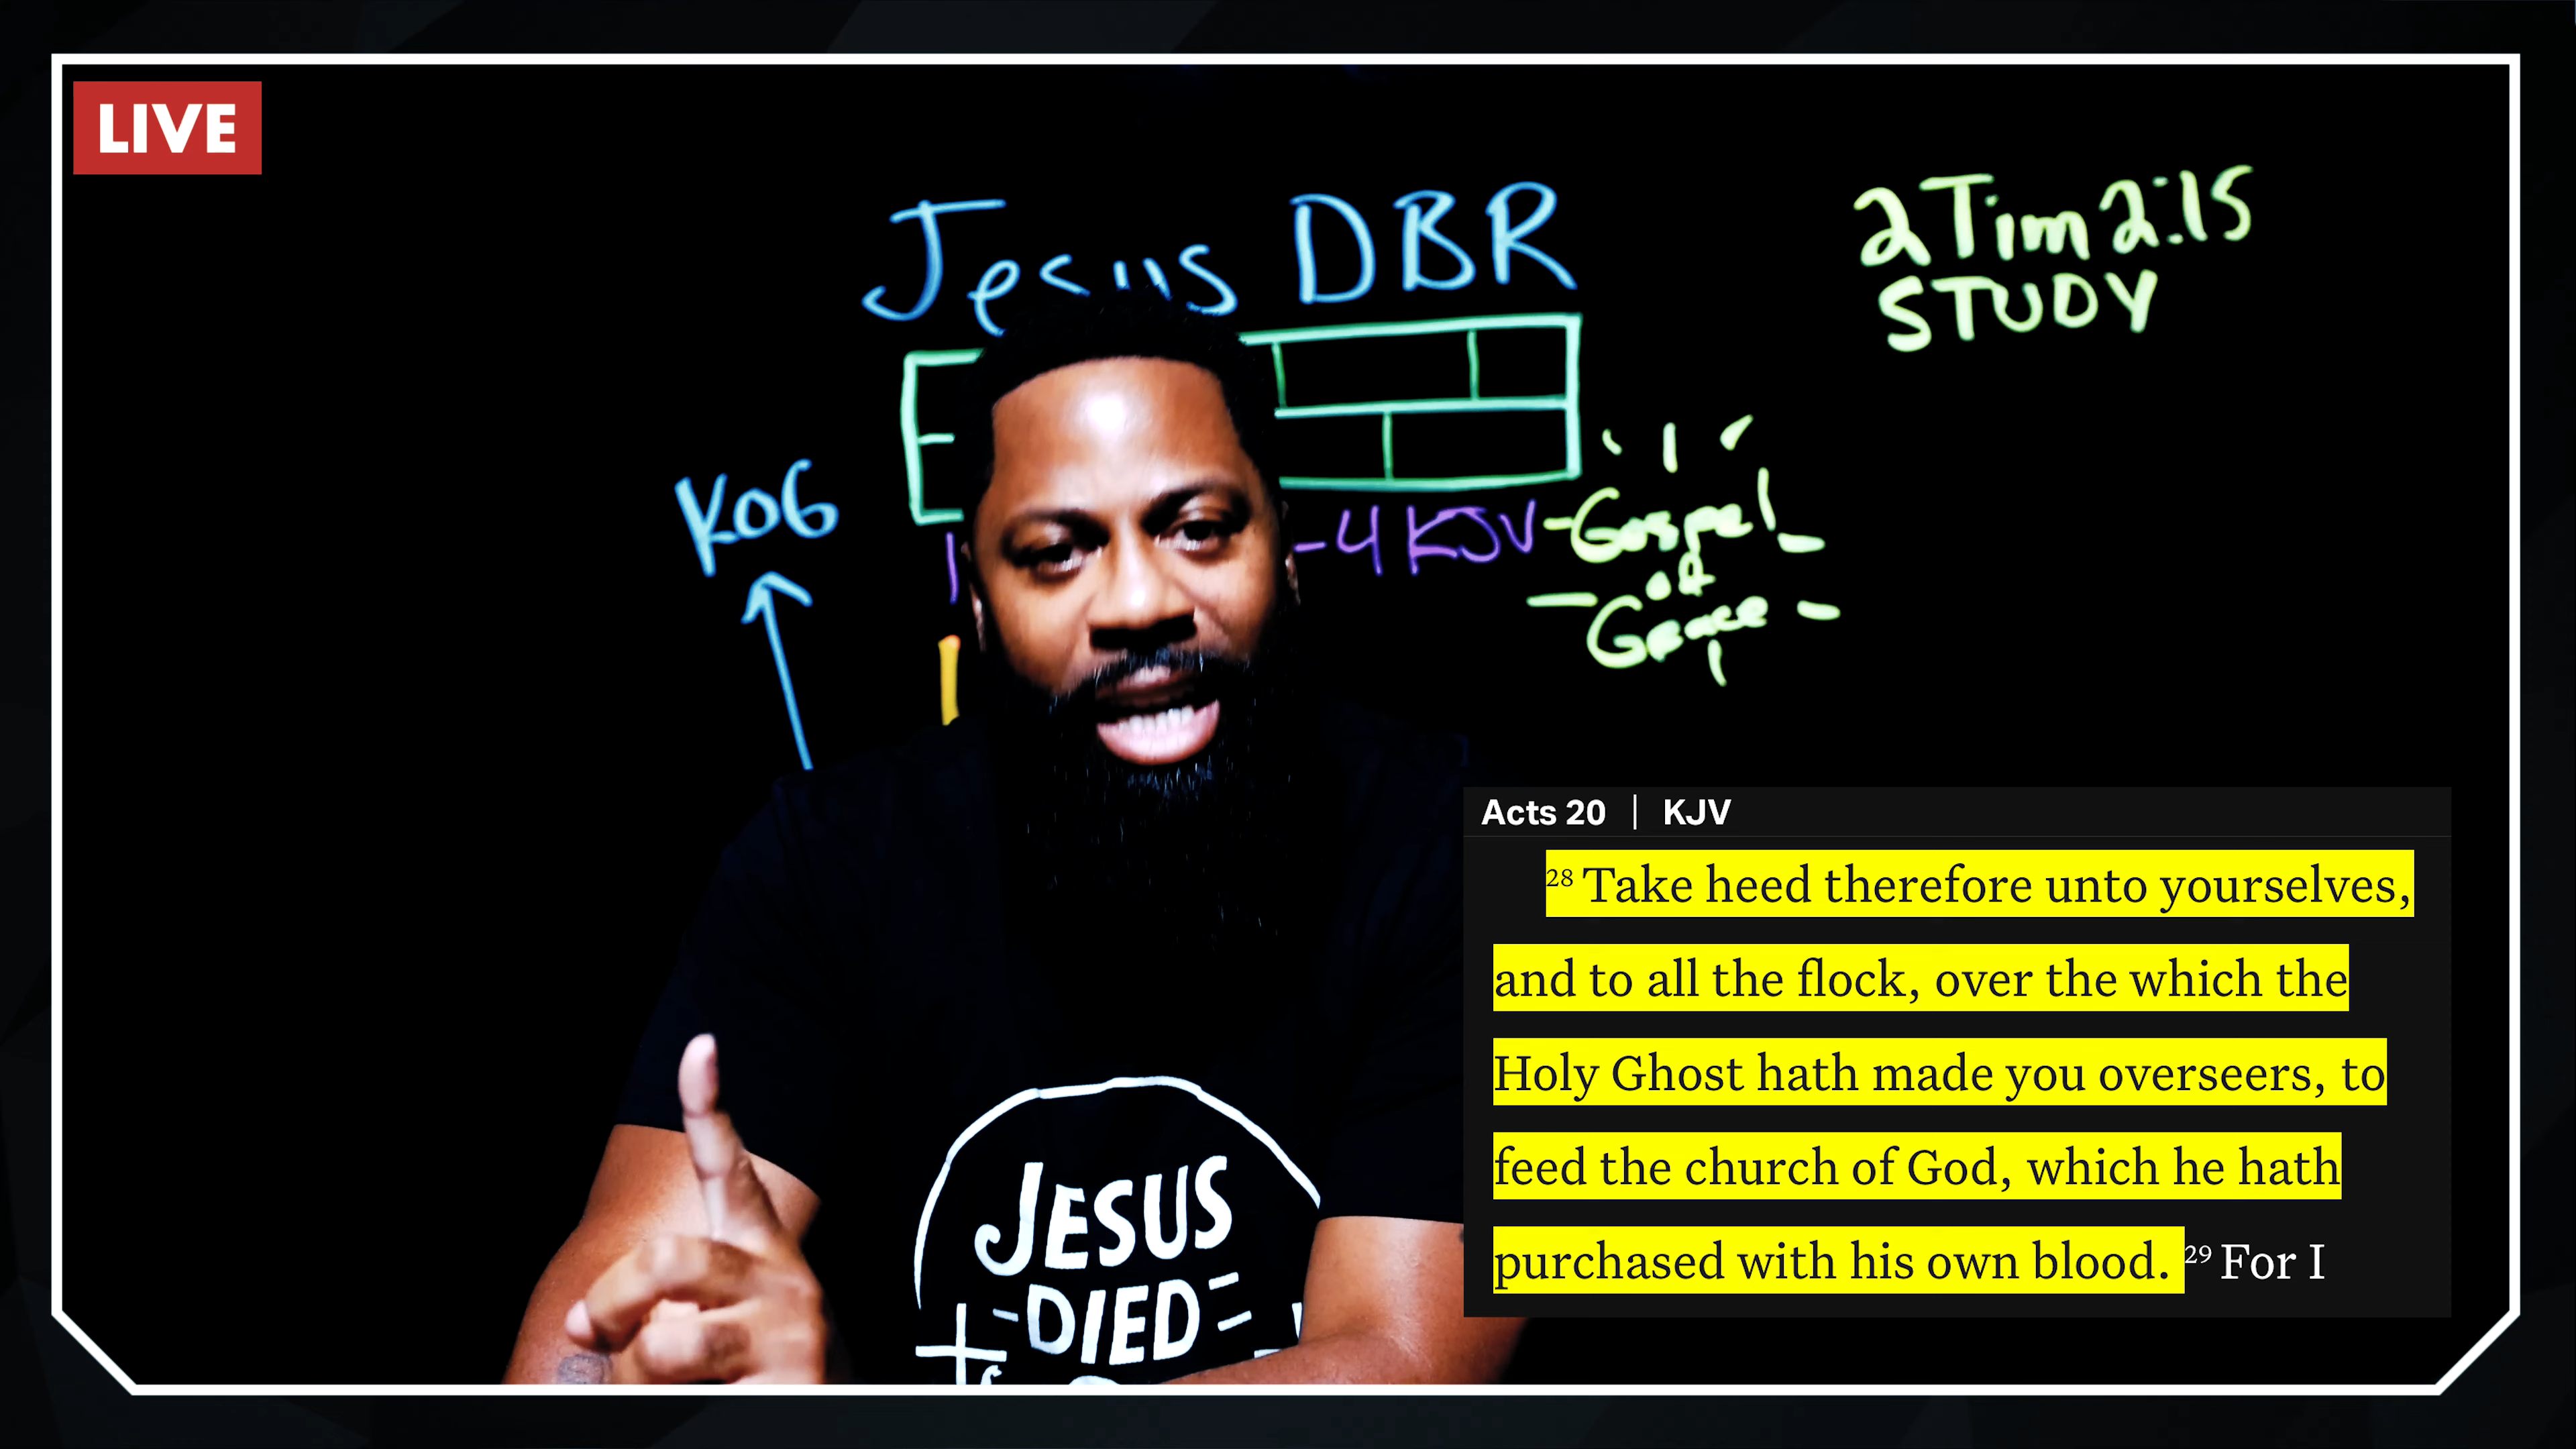 LIVE
Jesus DBR
2 Tim 2:15
STUDY
KOG
-4 KJV
Gospel
of
Grace
Acts 20 | KJV
28 Take heed therefore unto yourselves,
and to all the flock, over the which the
Holy Ghost hath made you overseers, to
feed the church of God, which he hath
purchased with his own blood. 29 For I
JESUS
DIED